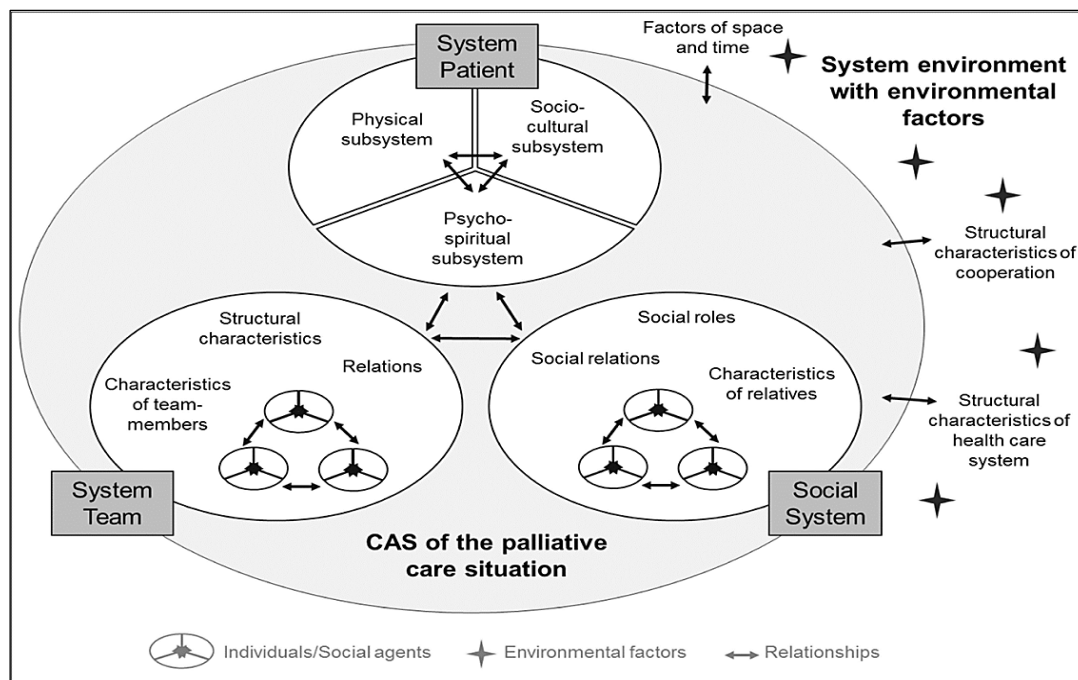 System
Patient
Factors of space
and time
System environment
with environmental
factors
Physical
subsystem
Socio-
cultural
subsystem
Psycho-
spiritual
subsystem
Structural
characteristics of
cooperation
Structural
characteristics
Relations
Characteristics
of team-
members
Social roles
Social relations
Characteristics
of relatives
Structural
characteristics of
health care
system
System
Team
Social
System
CAS of the palliative
care situation
Individuals/Social agents
Environmental factors
Relationships